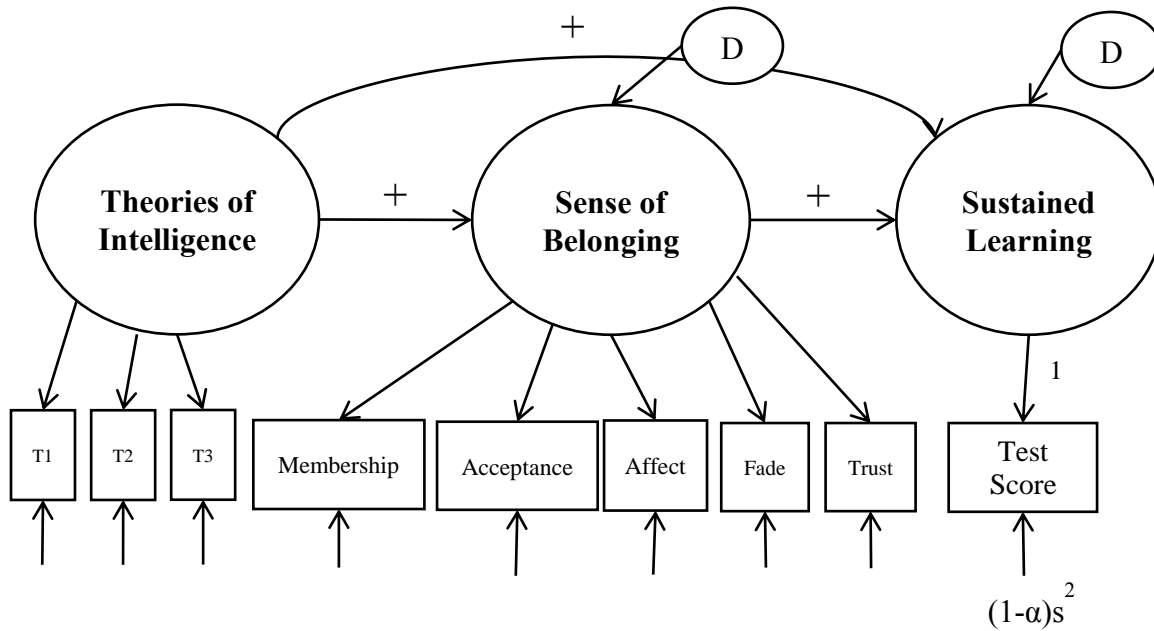 +
D
D
Theories of
Intelligence
+
Sense of
Belonging
+
Sustained
Learning
1
T1
T2
T3
Membership
Acceptance
Affect
Fade
Trust
Test
Score
(1-α)s²